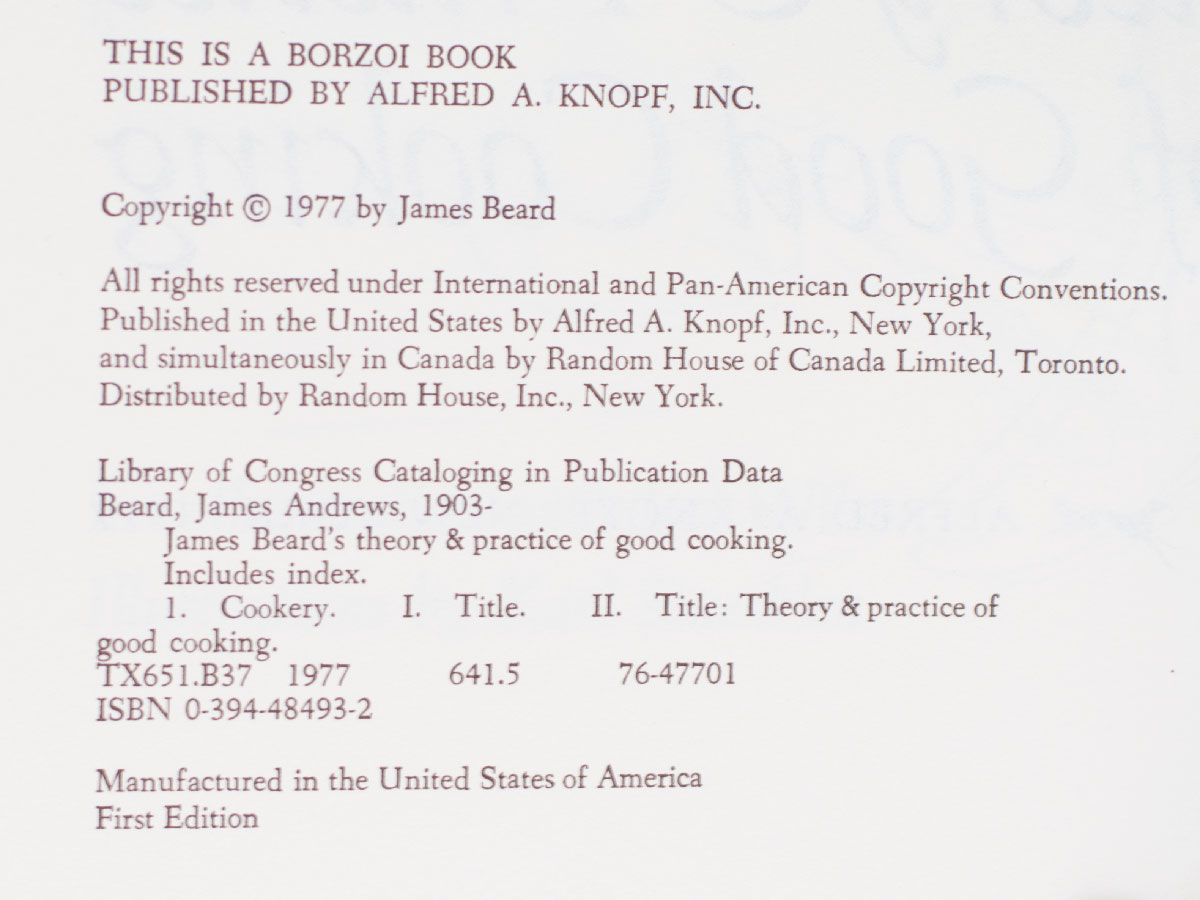 THIS IS A BORZOI BOOK
PUBLISHED BY ALFRED A. KNOPF, INC.
Copyright © 1977 by James Beard
All rights reserved under International and Pan-American Copyright Conventions.
Published in the United States by Alfred A. Knopf, Inc., New York,
and simultaneously in Canada by Random House of Canada Limited, Toronto.
Distributed by Random House, Inc., New York.
Library of Congress Cataloging in Publication Data
Beard, James Andrews, 1903-
James Beard's theory & practice of good cooking.
Includes index.
1. Cookery. I. Title. II. Title: Theory & practice of
good cooking.
TX651.B37 1977 641.5 76-47701
ISBN 0-394-48493-2
Manufactured in the United States of America
First Edition